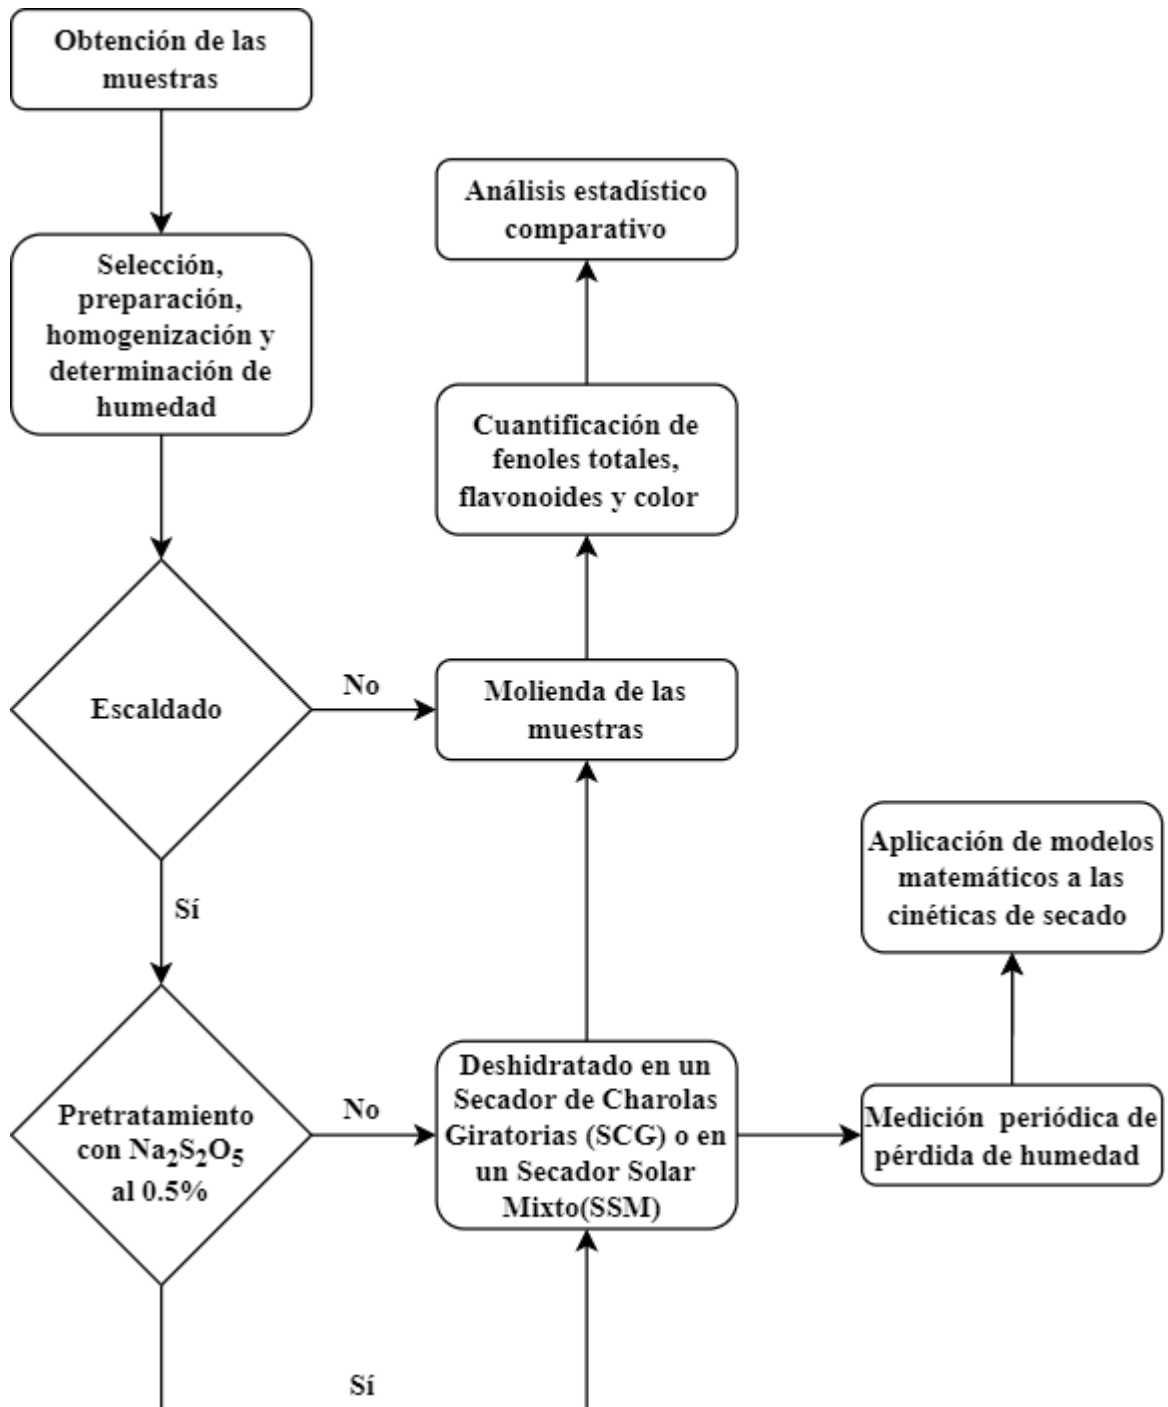 Obtención de las
muestras
Selección,
preparación,
homogenización y
determinación de
humedad
Escaldado
No
Sí
Pretratamiento
con Na₂S₂O₅
al 0.5%
No
Sí
Análisis estadístico
comparativo
Cuantificación de
fenoles totales,
flavonoides y color
Molienda de las
muestras
Deshidratado en un
Secador de Charolas
Giratorias (SCG) o en
un Secador Solar
Mixto(SSM)
Aplicación de modelos
matemáticos a las
cinéticas de secado
Medición periódica de
pérdida de humedad